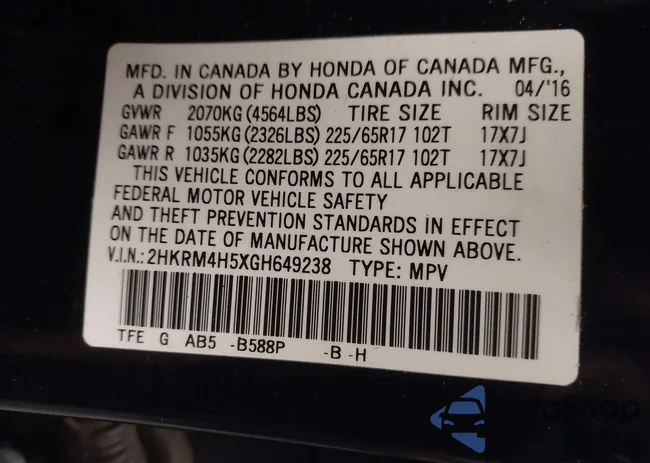 MFD. IN CANADA BY HONDA OF CANADA MFG.,
A DIVISION OF HONDA CANADA INC. 04/'16
GVWR 2070KG(4564LBS) TIRE SIZE RIM SIZE
GAWR F 1055KG(2326LBS)225/65R17 102T 17X7J
GAWR R 1035KG(2282LBS)225/65R17 102T 17X7J
THIS VEHICLE CONFORMS TO ALL APPLICABLE
FEDERAL MOTOR VEHICLE SAFETY
AND THEFT PREVENTION STANDARDS IN EFFECT
ON THE DATE OF MANUFACTURE SHOWN ABOVE.
V.I.N.:2HKRM4H5XGH649238 TYPE: MPV
TFE G AB5 -B588P -B -H
AutoSnap